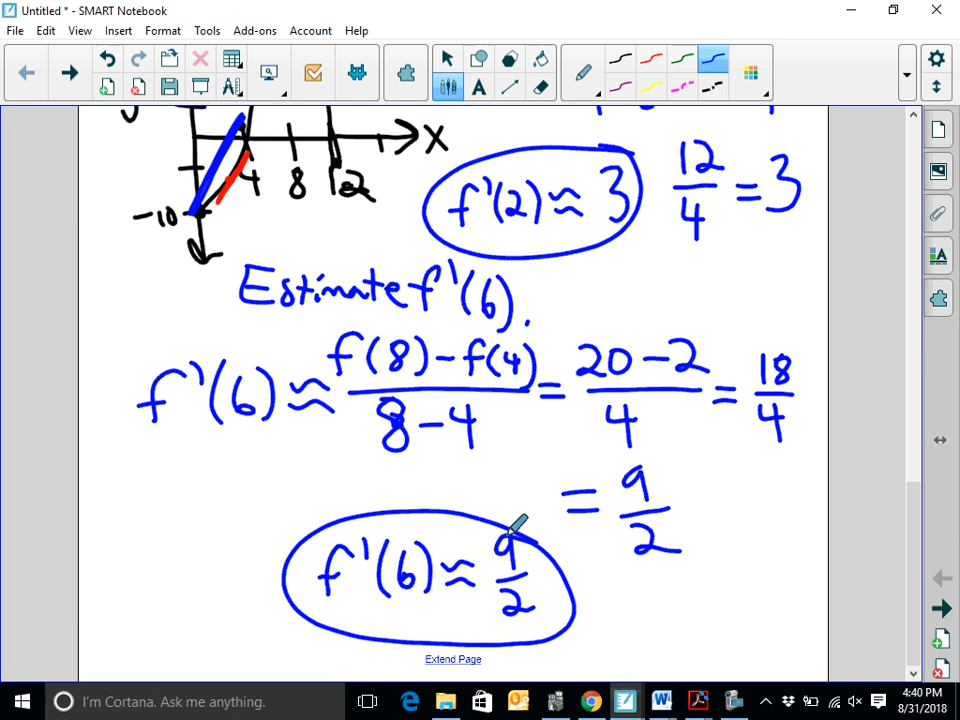 Untitled * - SMART Notebook
File Edit View Insert Format Tools Add-ons Account Help
X
4 8 12
-10
f'(2) ≈ 3
12/4 = 3
Estimate f'(6).
f'(6) ≈ (f(8) - f(4))/(8 - 4) = (20 - 2)/4 = 18/4
= 9/2
f'(6) ≈ 9/2
Extend Page
I'm Cortana. Ask me anything.
4:40 PM
8/31/2018